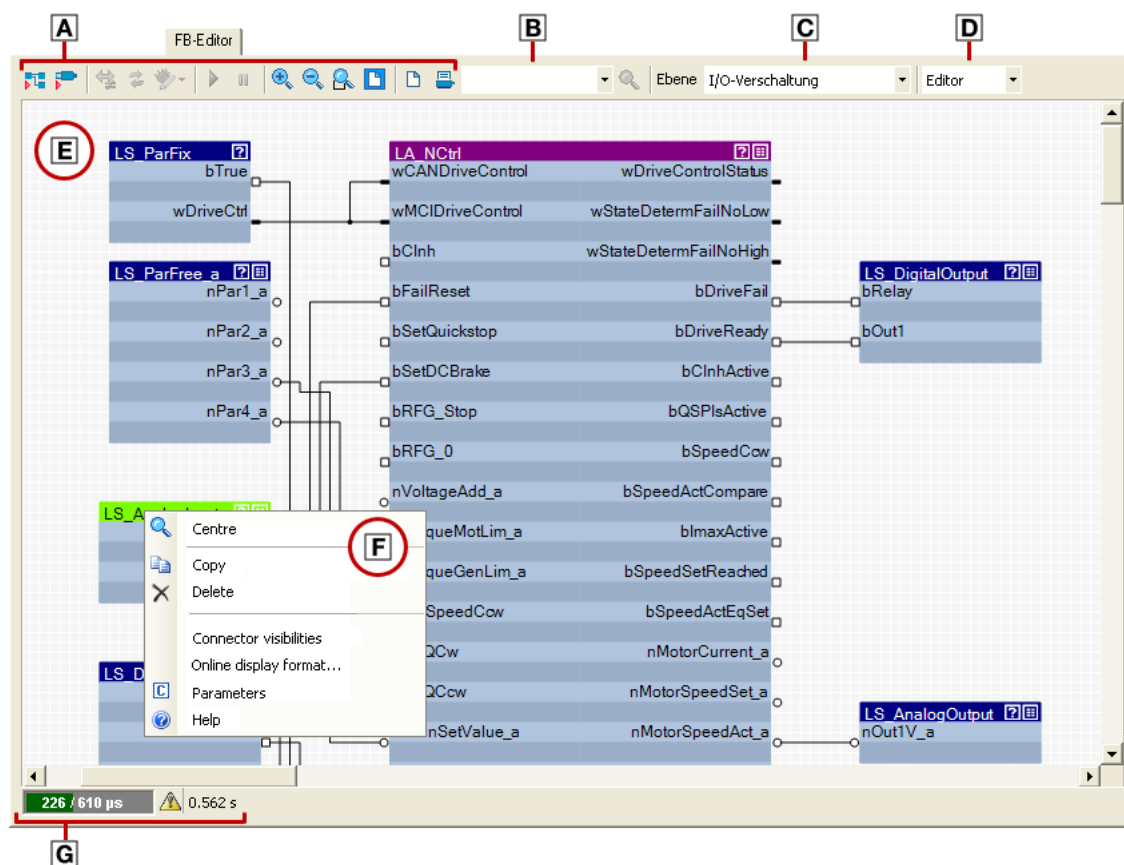 A
B
C
D
FB-Editor
Ebene I/O-Verschaltung Editor
E
LS_ParFix ?
bTrue
wDriveCtrl
LS_ParFree_a ?
nPar1_a
nPar2_a
nPar3_a
nPar4_a
LA_NCtrl ?
wCANDriveControl wDriveControlStatus
wMCIDriveControl wStateDetermFailNoLow
bCInh wStateDetermFailNoHigh
bFailReset bDriveFail
bSetQuickstop bDriveReady
bSetDCBrake bCInhActive
bRFG_Stop bQSPIsActive
bRFG_0 bSpeedCcw
nVoltageAdd_a bSpeedActCompare
queMotLim_a bImaxActive
queGenLim_a bSpeedSetReached
SpeedCcw bSpeedActEqSet
QCw nMotorCurrent_a
QCcw nMotorSpeedSet_a
nSetValue_a nMotorSpeedAct_a
LS_DigitalOutput ?
bRelay
bOut1
LS_AnalogOutput ?
nOut1V_a
LS_A
LS_D
F
Centre
Copy
Delete
Connector visibilities
Online display format...
C Parameters
? Help
226 / 610 µs 0.562 s
G